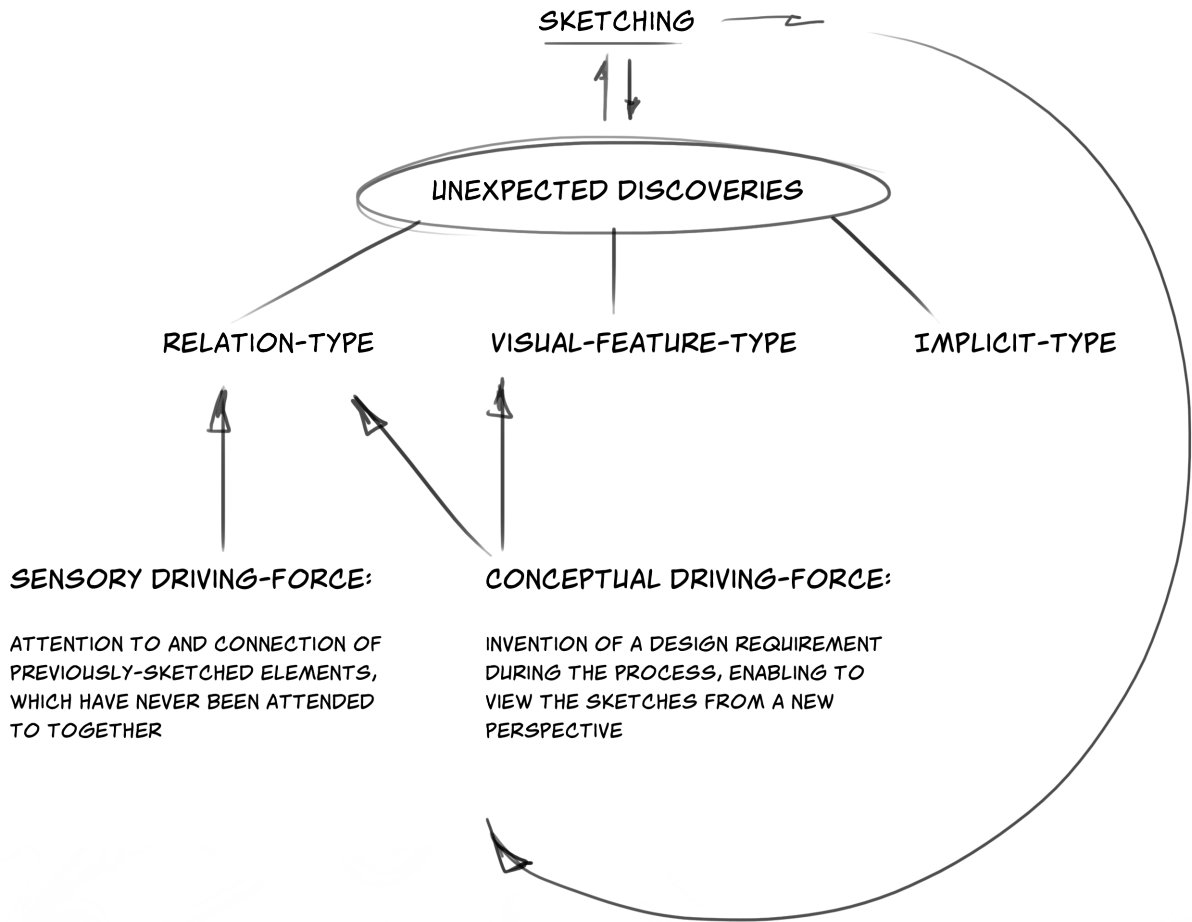 SKETCHING
UNEXPECTED DISCOVERIES
RELATION-TYPE
VISUAL-FEATURE-TYPE
IMPLICIT-TYPE
SENSORY DRIVING-FORCE:
ATTENTION TO AND CONNECTION OF
PREVIOUSLY-SKETCHED ELEMENTS,
WHICH HAVE NEVER BEEN ATTENDED
TO TOGETHER
CONCEPTUAL DRIVING-FORCE:
INVENTION OF A DESIGN REQUIREMENT
DURING THE PROCESS, ENABLING TO
VIEW THE SKETCHES FROM A NEW
PERSPECTIVE